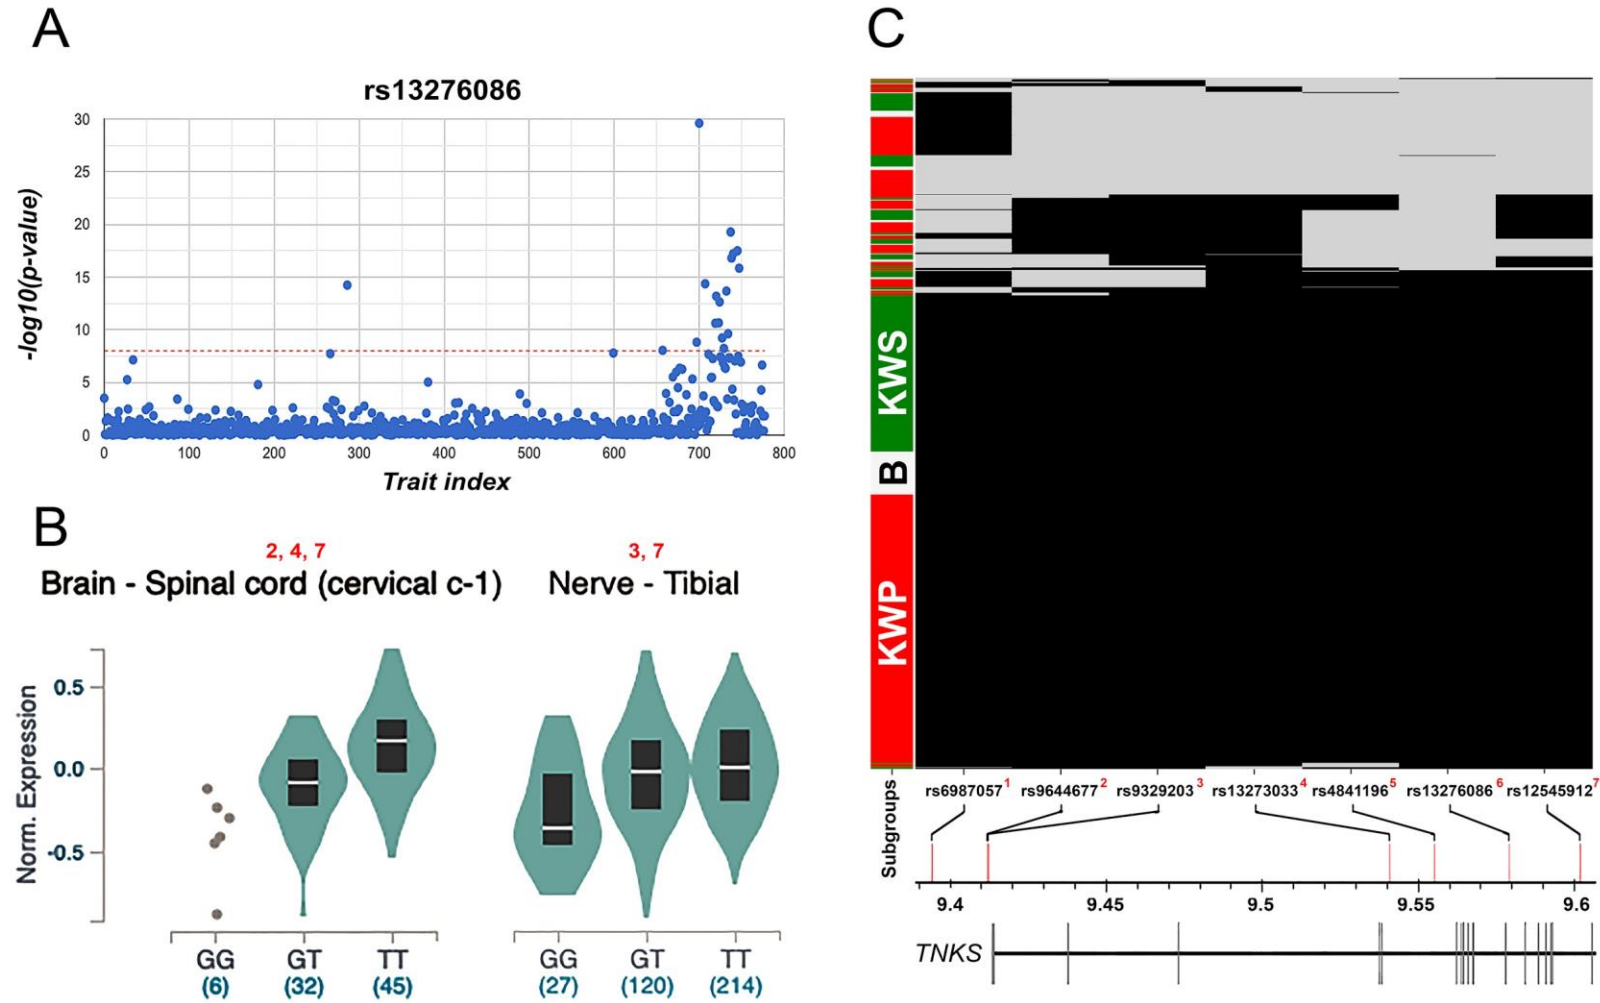 A
rs13276086
-log10(p-value)
30
25
20
15
10
5
0
0 100 200 300 400 500 600 700 800
Trait index
B
2, 4, 7
Brain - Spinal cord (cervical c-1)
3, 7
Nerve - Tibial
Norm. Expression
0.5
0.0
-0.5
GG GT TT
(6) (32) (45)
GG GT TT
(27) (120) (214)
C
KWS
B
KWP
Subgroups
rs6987057 1 rs9644677 2 rs9329203 3 rs13273033 4 rs4841196 5 rs13276086 6 rs12545912 7
9.4 9.45 9.5 9.55 9.6
TNKS